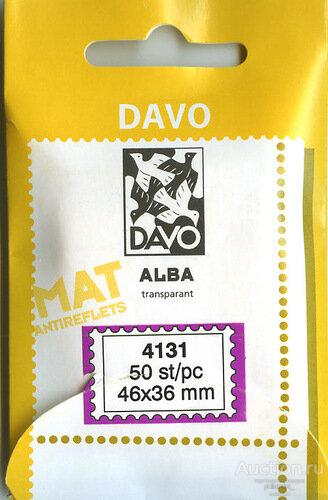 DAVO
DAVO
ALBA
transparant
MAT
ANTIREFLETS
4131
50 st/pc
46x36 mm
Auction.ru